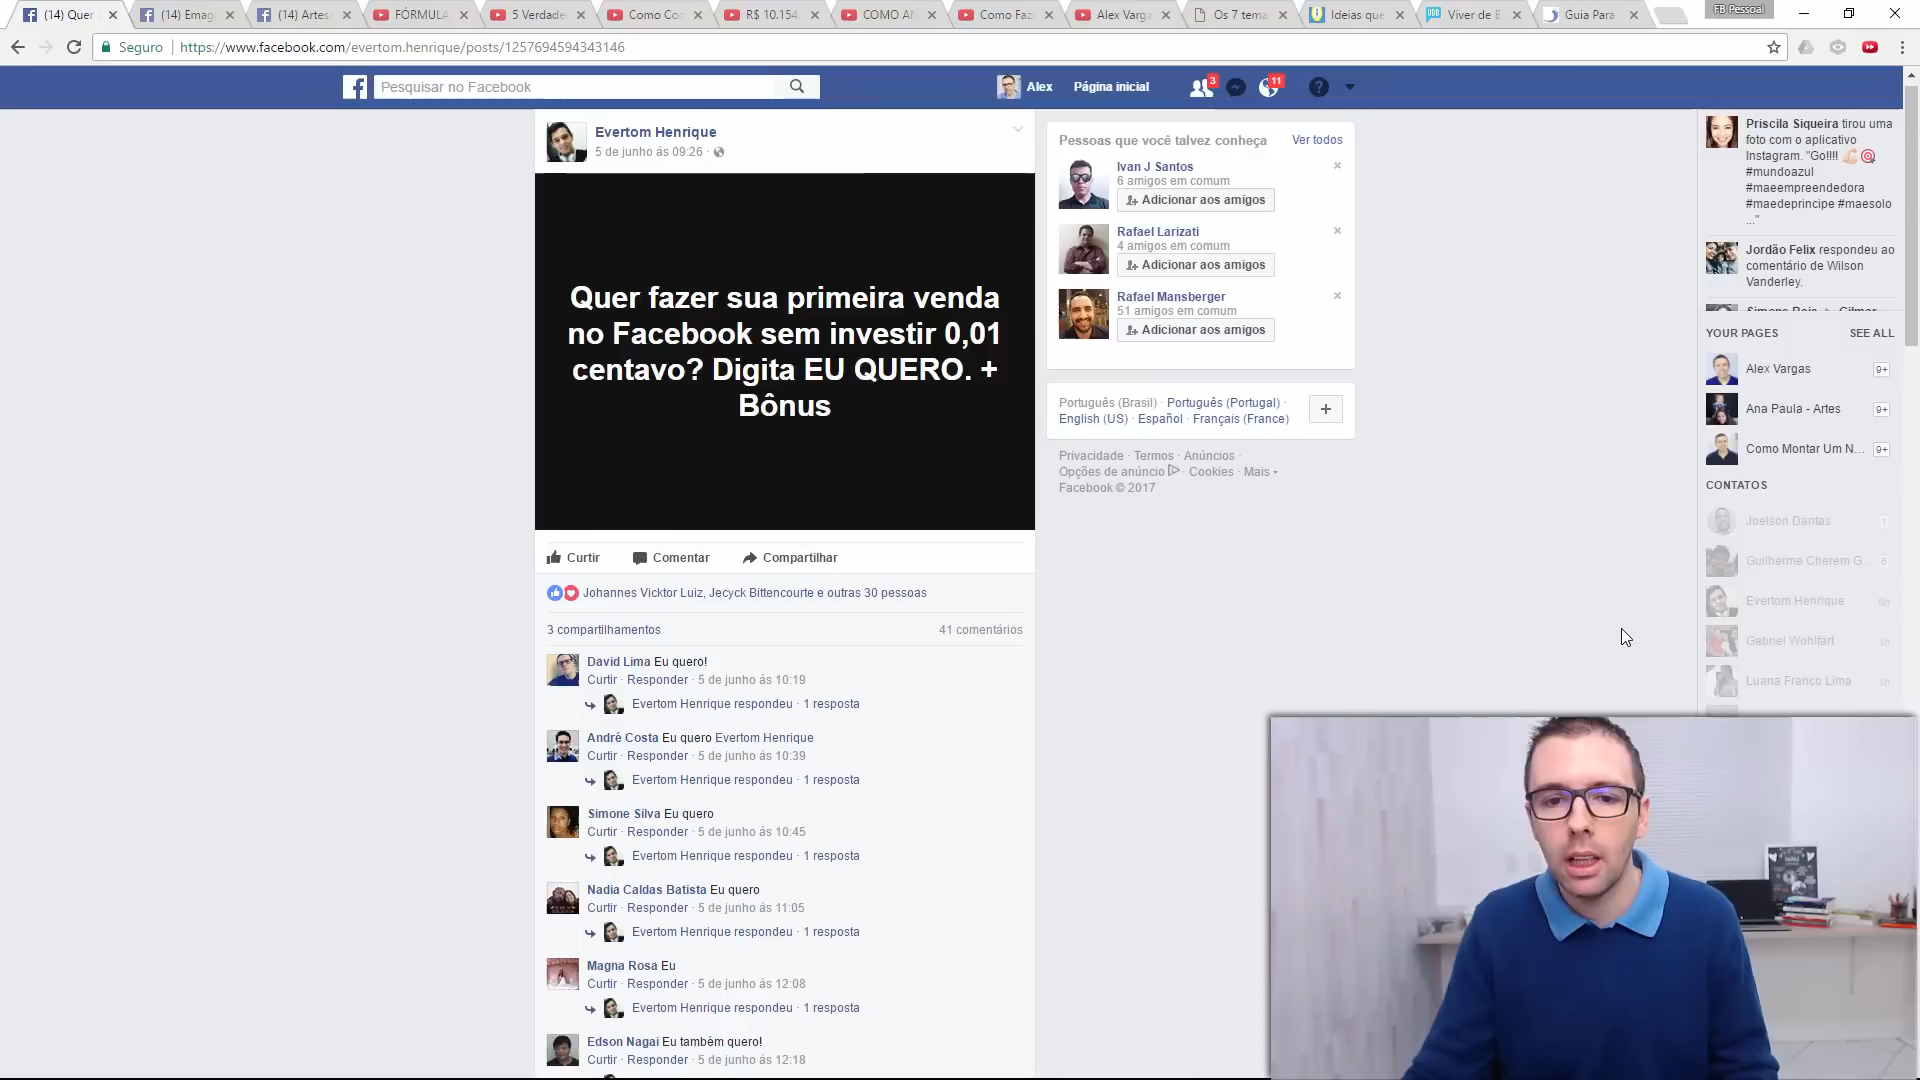 (14) Quer
(14) Emag
(14) Artes
FÓRMULA
5 Verdade
Como Co
R$ 10.154
COMO AN
Como Faz
Alex Varga
Os 7 tema
Ideias que
Viver de B
Guia Para
FB Pessoal
Seguro
https://www.facebook.com/evertom.henrique/posts/1257694594343146
Pesquisar no Facebook
Alex
Página inicial
3
11
Evertom Henrique
5 de junho às 09:26 ·
Quer fazer sua primeira venda
no Facebook sem investir 0,01
centavo? Digita EU QUERO. +
Bônus
Curtir
Comentar
Compartilhar
Johannes Vicktor Luiz, Jecyck Bittencourte e outras 30 pessoas
3 compartilhamentos
41 comentários
David Lima Eu quero!
Curtir · Responder · 5 de junho às 10:19
Evertom Henrique respondeu · 1 resposta
André Costa Eu quero Evertom Henrique
Curtir · Responder · 5 de junho às 10:39
Evertom Henrique respondeu · 1 resposta
Simone Silva Eu quero
Curtir · Responder · 5 de junho às 10:45
Evertom Henrique respondeu · 1 resposta
Nadia Caldas Batista Eu quero
Curtir · Responder · 5 de junho às 11:05
Evertom Henrique respondeu · 1 resposta
Magna Rosa Eu
Curtir · Responder · 5 de junho às 12:08
Evertom Henrique respondeu · 1 resposta
Edson Nagai Eu também quero!
Curtir · Responder · 5 de junho às 12:18
Pessoas que você talvez conheça
Ver todos
Ivan J Santos
6 amigos em comum
Adicionar aos amigos
Rafael Larizati
4 amigos em comum
Adicionar aos amigos
Rafael Mansberger
51 amigos em comum
Adicionar aos amigos
Português (Brasil) · Português (Portugal) ·
English (US) · Español · Français (France)
Privacidade · Termos · Anúncios ·
Opções de anúncio · Cookies · Mais
Facebook © 2017
Priscila Siqueira tirou uma
foto com o aplicativo
Instagram. "Go!!!!
#mundoazul
#maeempreendedora
#maedeprincipe #maesolo
..."
Jordão Felix respondeu ao
comentário de Wilson
Vanderley.
YOUR PAGES
SEE ALL
Alex Vargas
9+
Ana Paula - Artes
9+
Como Montar Um N...
9+
CONTATOS
Joelson Dantas
1
Guilherme Cherem G...
6
Evertom Henrique
Gabriel Wohlfart
1h
Luana Franco Lima
1h